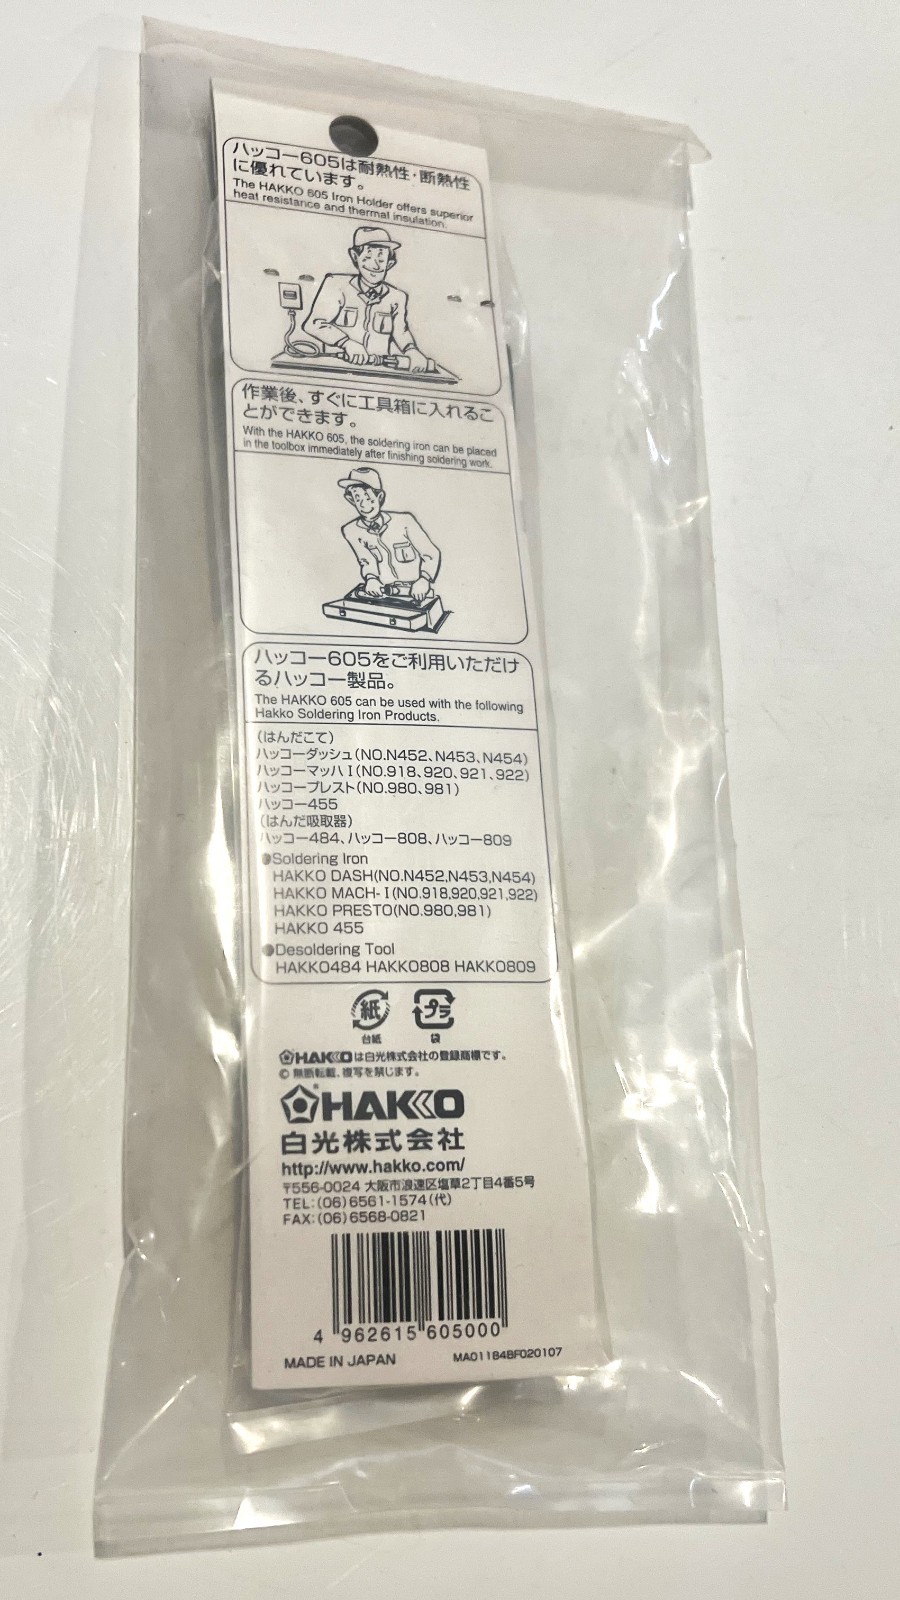 ハッコー605は耐熱性・断熱性
に優れています。
The HAKKO 605 Iron Holder offers superior
heat resistance and thermal insulation.
作業後、すぐに工具箱に入れるこ
とができます。
With the HAKKO 605, the soldering iron can be placed
in the toolbox immediately after finishing soldering work.
ハッコー605をご利用いただけ
るハッコー製品。
The HAKKO 605 can be used with the following
Hakko Soldering Iron Products.
(はんだこて)
ハッコーダッシュ(NO.N452、N453、N454)
ハッコーマッハI(NO.918、920、921、922)
ハッコープレスト(NO.980、981)
ハッコー455
(はんだ吸取器)
ハッコー484、ハッコー808、ハッコー809
●Soldering Iron
HAKKO DASH(NO.N452,N453,N454)
HAKKO MACH-I(NO.918,920,921,922)
HAKKO PRESTO(NO.980,981)
HAKKO 455
●Desoldering Tool
HAKKO484 HAKKO808 HAKKO809
紙 プラ
台紙 袋
HAKKOは白光株式会社の登録商標です。
© 無断転載、複写を禁じます。
HAKKO®
白光株式会社
http://www.hakko.com/
〒556-0024 大阪市浪速区塩草2丁目4番5号
TEL:(06)6561-1574(代)
FAX:(06)6568-0821
4 962615 605000
MADE IN JAPAN MA01184BF020107